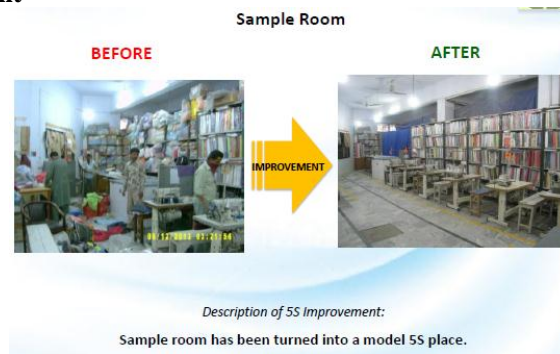 Sample Room
BEFORE
AFTER
IMPROVEMENT
Description of 5S Improvement:
Sample room has been turned into a model 5S place.